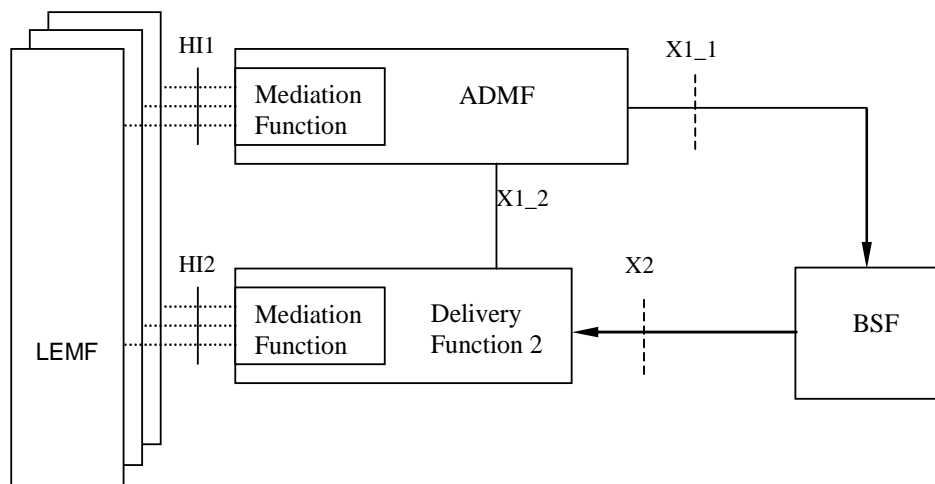 HI1
X1_1
Mediation
Function
ADMF
X1_2
HI2
X2
Mediation
Function
Delivery
Function 2
BSF
LEMF